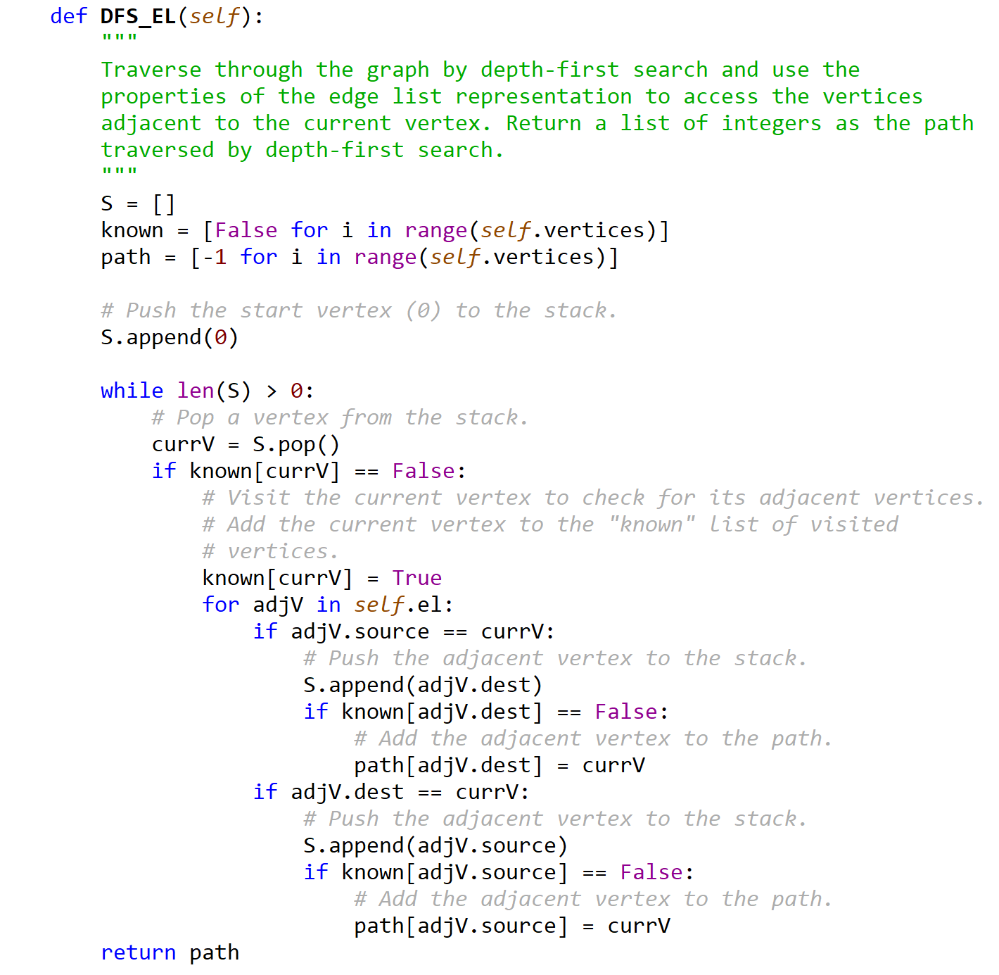 def DFS_EL(self):
    """
    Traverse through the graph by depth-first search and use the
    properties of the edge list representation to access the vertices
    adjacent to the current vertex. Return a list of integers as the path
    traversed by depth-first search.
    """
    S = []
    known = [False for i in range(self.vertices)]
    path = [-1 for i in range(self.vertices)]

    # Push the start vertex (0) to the stack.
    S.append(0)

    while len(S) > 0:
        # Pop a vertex from the stack.
        currV = S.pop()
        if known[currV] == False:
            # Visit the current vertex to check for its adjacent vertices.
            # Add the current vertex to the "known" list of visited
            # vertices.
            known[currV] = True
            for adjV in self.el:
                if adjV.source == currV:
                    # Push the adjacent vertex to the stack.
                    S.append(adjV.dest)
                    if known[adjV.dest] == False:
                        # Add the adjacent vertex to the path.
                        path[adjV.dest] = currV
                if adjV.dest == currV:
                    # Push the adjacent vertex to the stack.
                    S.append(adjV.source)
                    if known[adjV.source] == False:
                        # Add the adjacent vertex to the path.
                        path[adjV.source] = currV
    return path